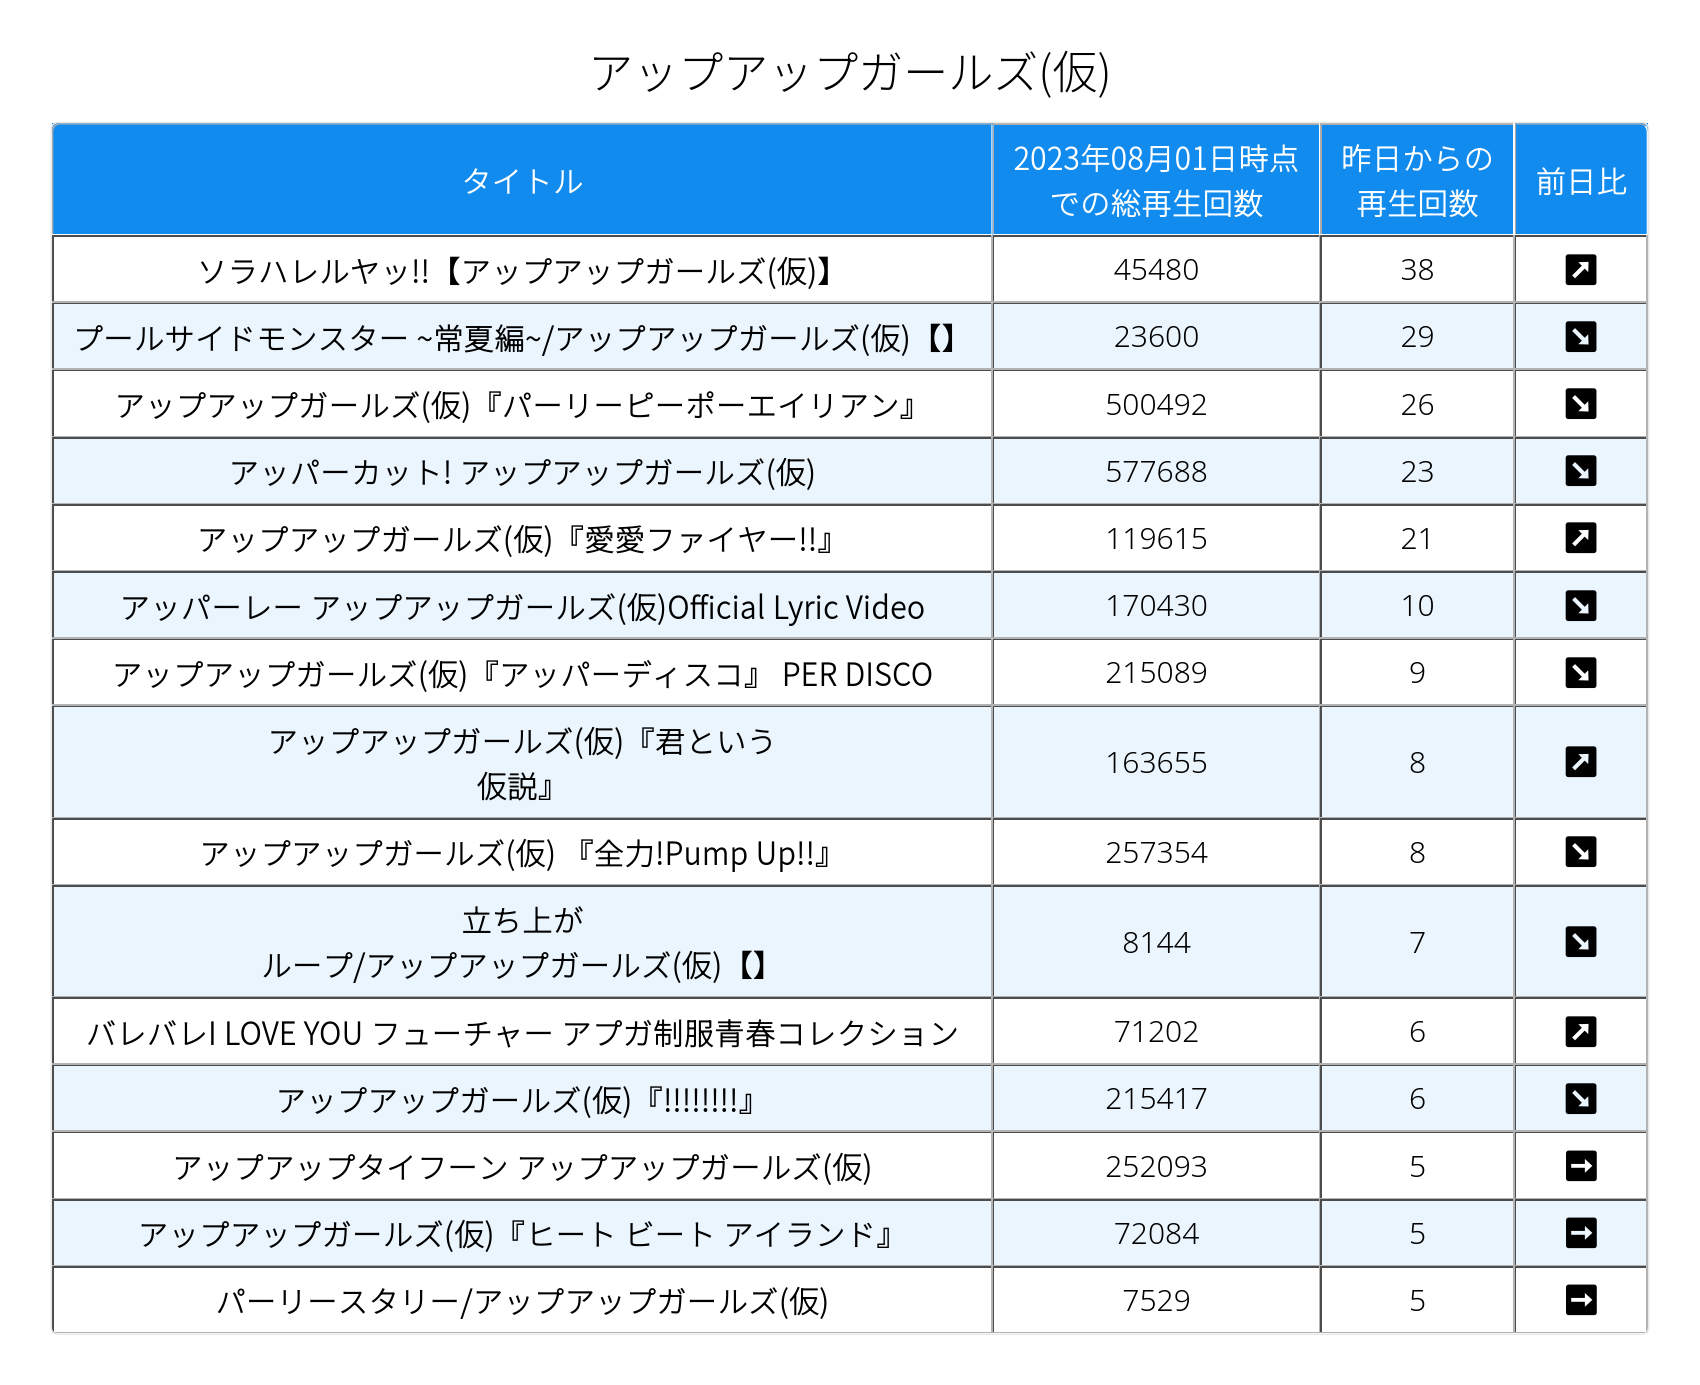 アップアップガールズ(仮)
タイトル
2023年08月01日時点
での総再生回数
昨日からの
再生回数
前日比
ソラハレルヤッ!!【アップアップガールズ(仮)】
45480
38
プールサイドモンスター ~常夏編~/アップアップガールズ(仮)【】
23600
29
アップアップガールズ(仮)『パーリーピーポーエイリアン』
500492
26
アッパーカット! アップアップガールズ(仮)
577688
23
アップアップガールズ(仮)『愛愛ファイヤー!!』
119615
21
アッパーレー アップアップガールズ(仮)Official Lyric Video
170430
10
アップアップガールズ(仮)『アッパーディスコ』 PER DISCO
215089
9
アップアップガールズ(仮)『君という
仮説』
163655
8
アップアップガールズ(仮) 『全力!Pump Up!!』
257354
8
立ち上が
ループ/アップアップガールズ(仮)【】
8144
7
バレバレI LOVE YOU フューチャー アプガ制服青春コレクション
71202
6
アップアップガールズ(仮)『!!!!!!!!』
215417
6
アップアップタイフーン アップアップガールズ(仮)
252093
5
アップアップガールズ(仮)『ヒート ビート アイランド』
72084
5
パーリースタリー/アップアップガールズ(仮)
7529
5